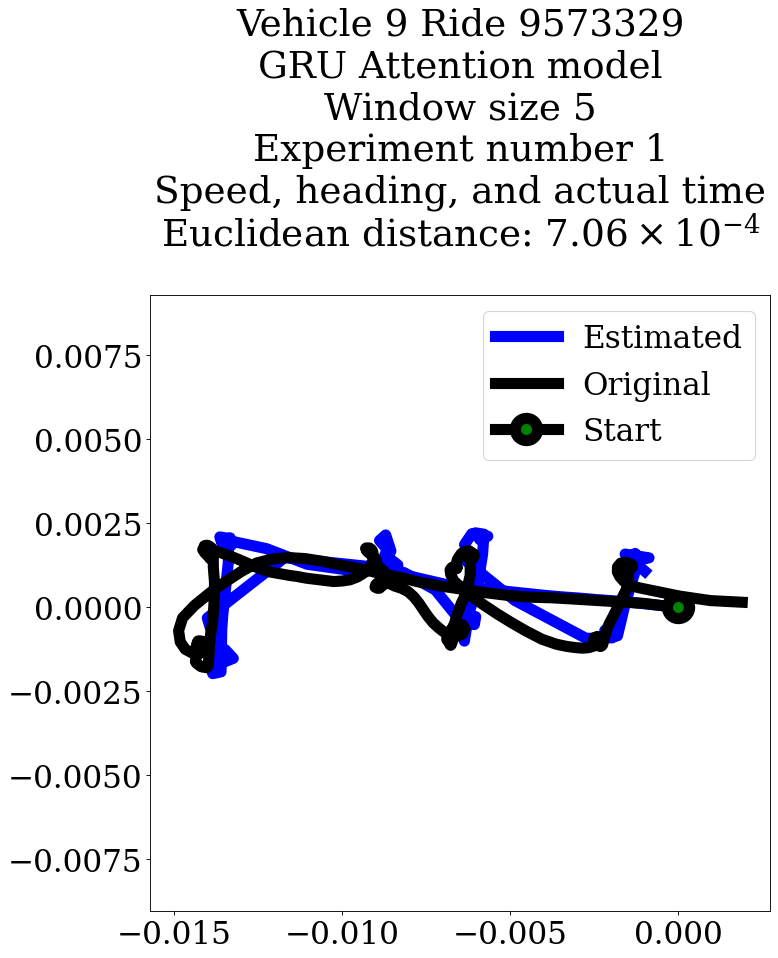 Vehicle 9 Ride 9573329
GRU Attention model
Window size 5
Experiment number 1
Speed, heading, and actual time
Euclidean distance: 7.06 × 10⁻⁴
Estimated
Original
Start
0.0075
0.0050
0.0025
0.0000
−0.0025
−0.0050
−0.0075
−0.015 −0.010 −0.005 0.000